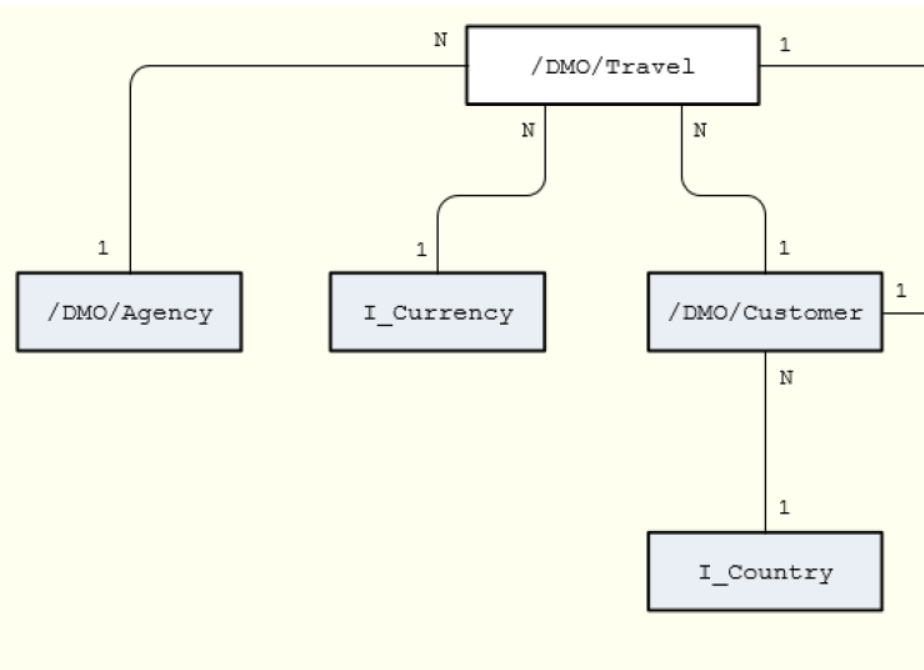 N
/DMO/Travel
1
N
N
1
1
1
/DMO/Agency
I_Currency
/DMO/Customer
1
N
1
I_Country